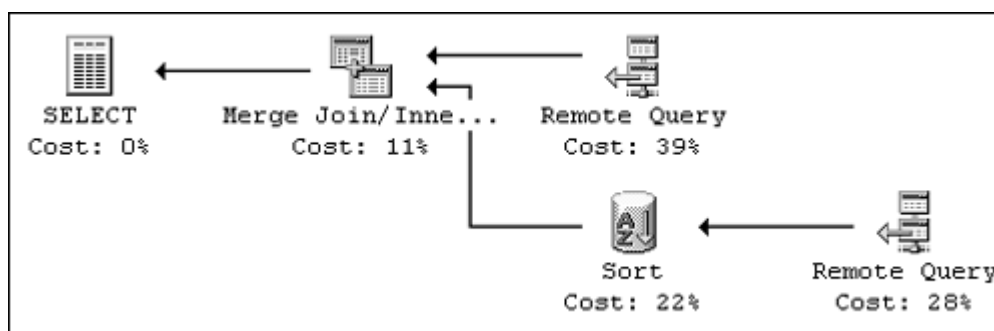 SELECT
Cost: 0%
Merge Join/Inne...
Cost: 11%
Remote Query
Cost: 39%
Sort
Cost: 22%
Remote Query
Cost: 28%